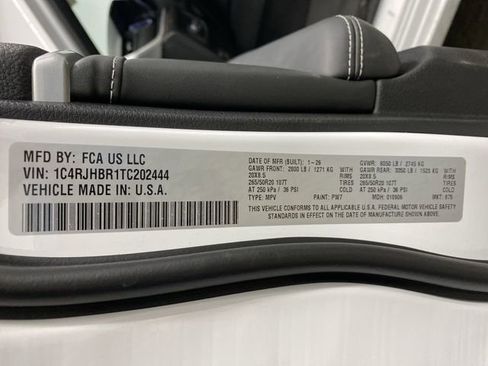 MFD BY: FCA US LLC
VIN: 1C4RJHBR1TC202444
VEHICLE MADE IN: U.S.A.
DATE OF MFR (BUILT): 1-26 GVWR: 6050 LB / 2745 KG
GAWR FRONT: 2800 LB / 1271 KG WITH GAWR REAR: 3350 LB / 1520 KG WITH
20X8.5 RIMS 20X8.5 RIMS
265/50R20 107T TIRES 265/50R20 107T TIRES
AT 250 kPa / 36 PSI COLD AT 250 kPa / 36 PSI COLD
TYPE: MPV PAINT: PW7 MDH: 010906 MKT:
THIS VEHICLE CONFORMS TO ALL APPLICABLE U.S.A. FEDERAL MOTOR VEHICLE SAFETY
STANDARDS IN EFFECT ON THE DATE OF MANUFACTURE SHOWN ABOVE.